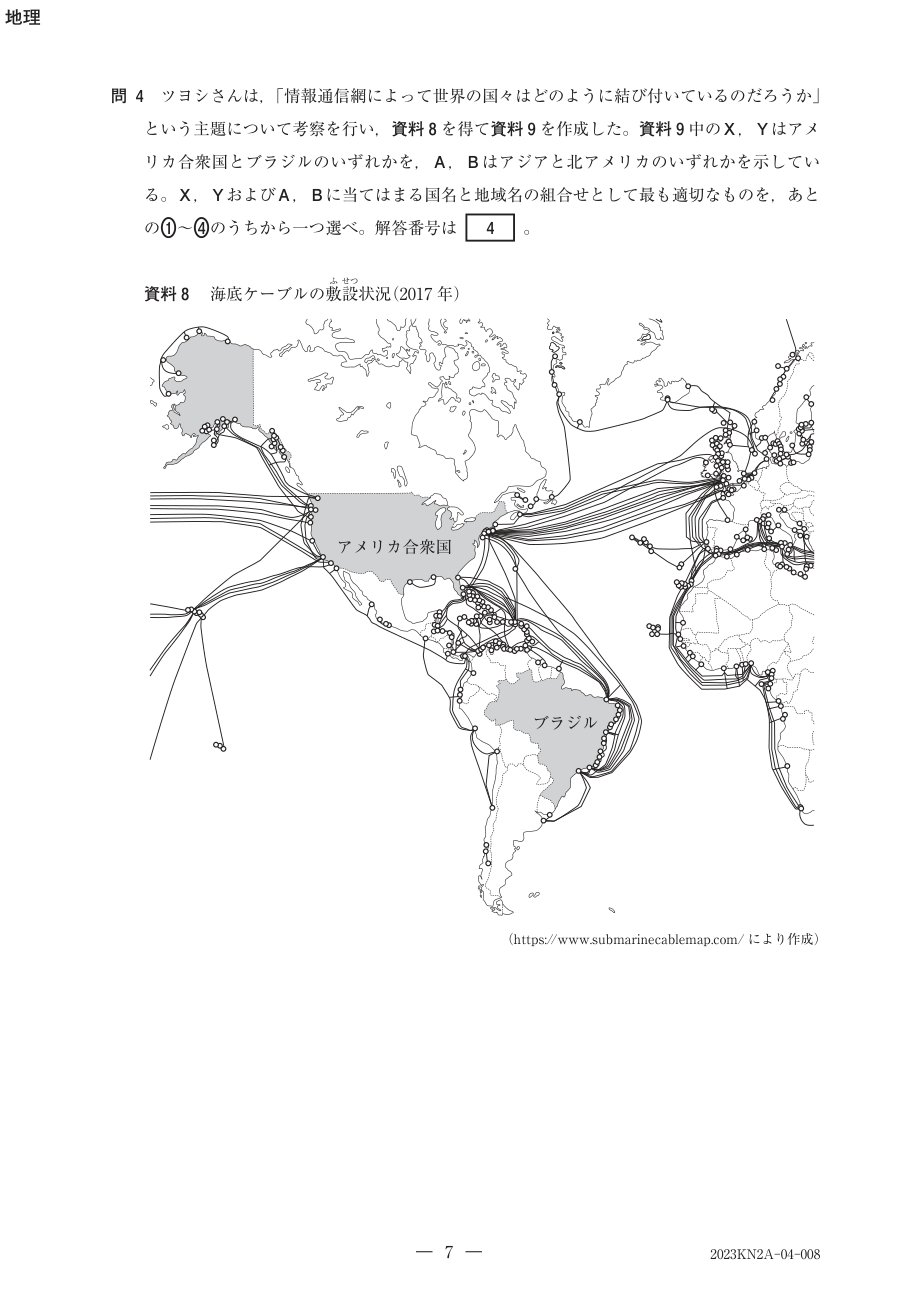 地理
問 4 ツヨシさんは，「情報通信網によって世界の国々はどのように結び付いているのだろうか」
という主題について考察を行い，資料8を得て資料9を作成した。資料9中のX，Yはアメ
リカ合衆国とブラジルのいずれかを，A，Bはアジアと北アメリカのいずれかを示してい
る。X，YおよびA，Bに当てはまる国名と地域名の組合せとして最も適切なものを，あと
の①～④のうちから一つ選べ。解答番号は 4 。
ふ せつ
資料8 海底ケーブルの敷設状況(2017年)
アメリカ合衆国
ブラジル
(https://www.submarinecablemap.com/ により作成)
— 7 —
2023KN2A-04-008